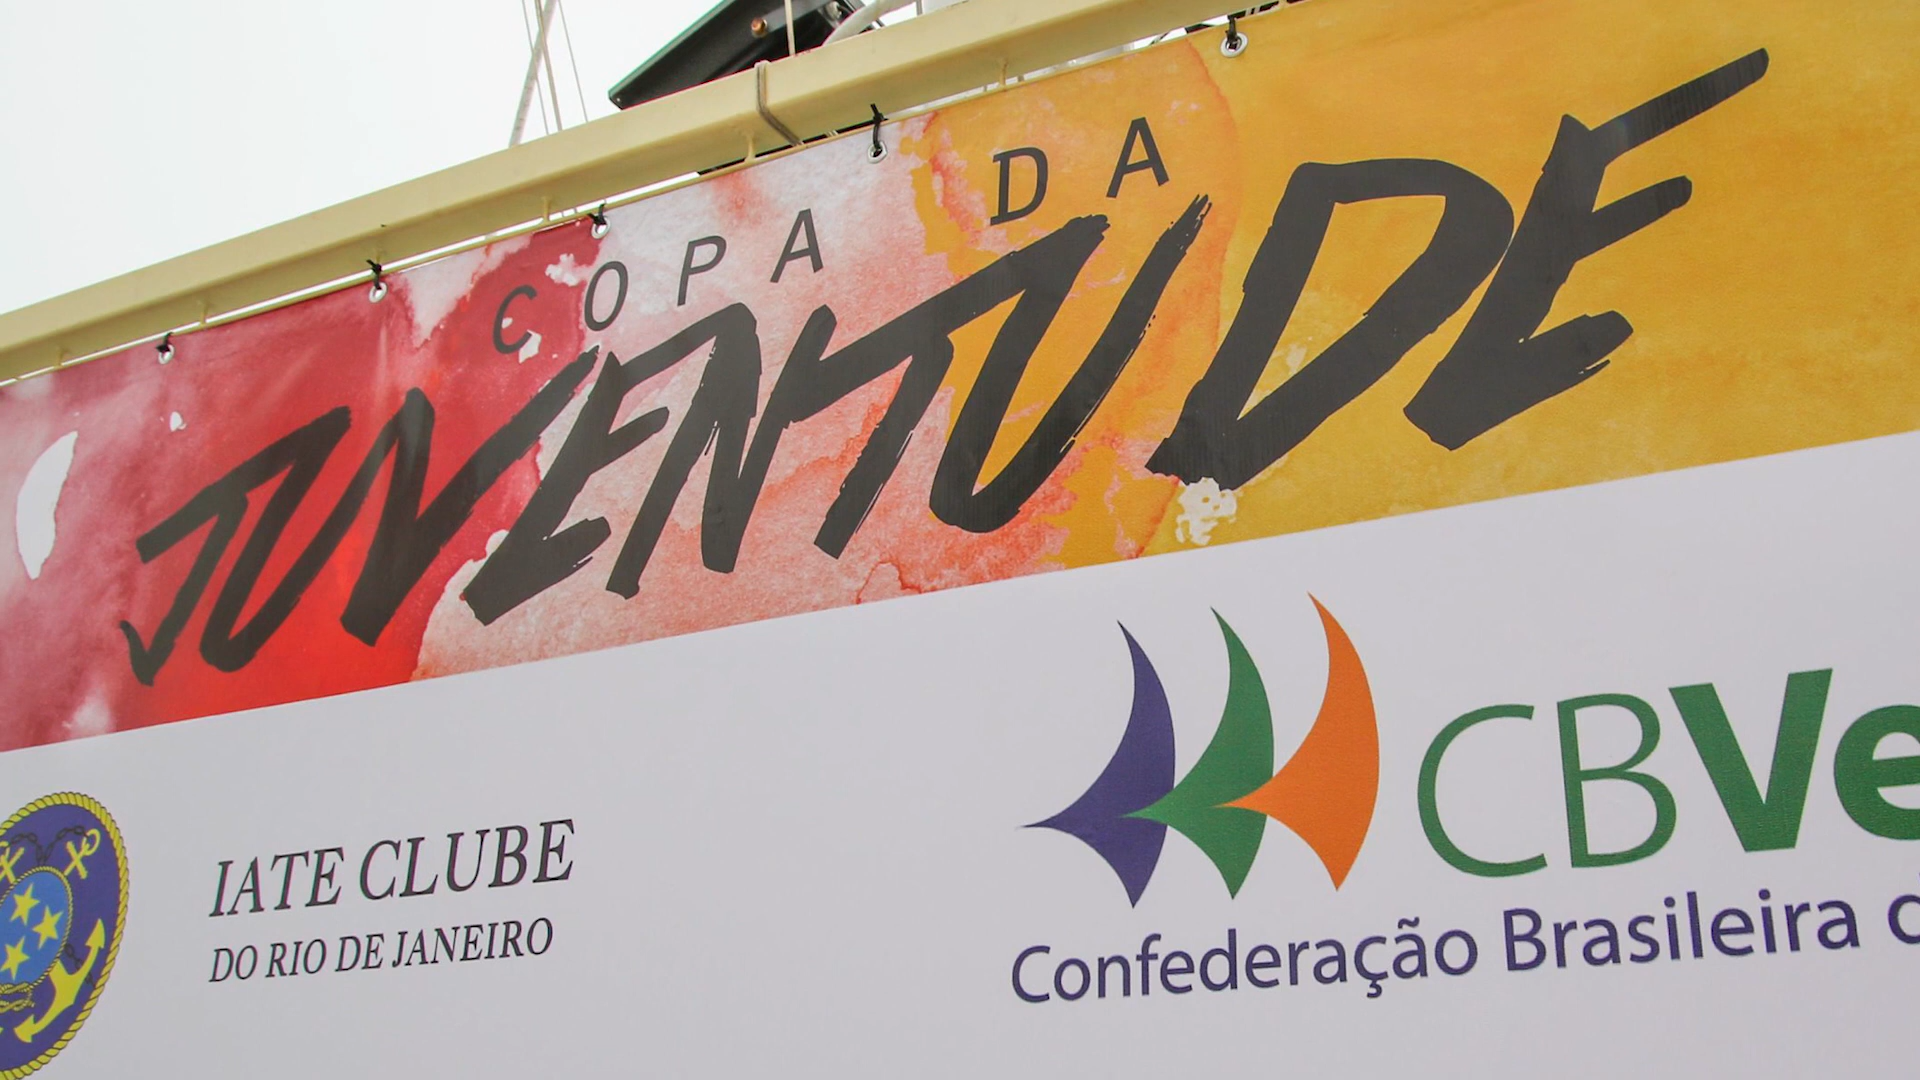 COPA DA
JUVENTUDE
IATE CLUBE
DO RIO DE JANEIRO
CBVe
Confederação Brasileira d